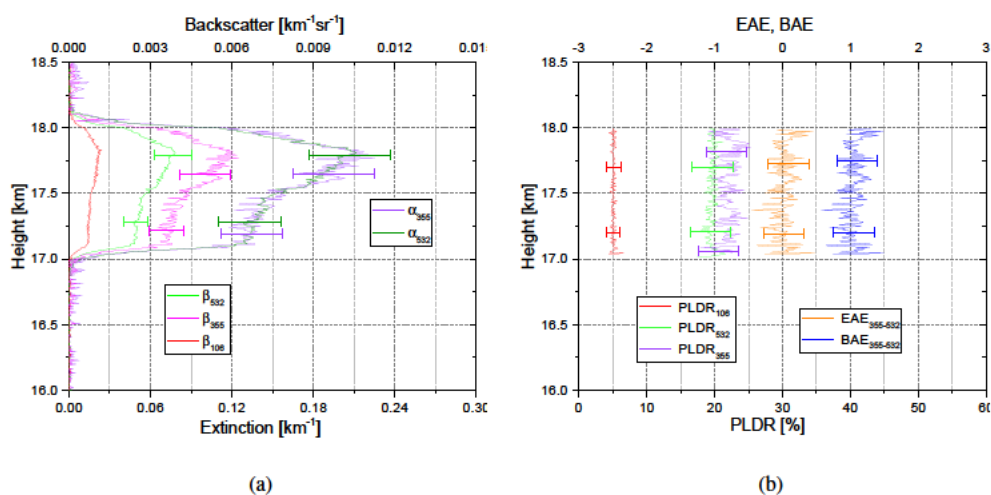 Backscatter [km⁻¹sr⁻¹]
0.000 0.003 0.006 0.009 0.012 0.01
18.5
18.0
17.5
17.0
16.5
16.0
Height [km]
α355
α532
β532
β355
β106
0.00 0.06 0.12 0.18 0.24 0.30
Extinction [km⁻¹]
(a)
EAE, BAE
-3 -2 -1 0 1 2 3
18.5
18.0
17.5
17.0
16.5
16.0
Height [km]
PLDR106
PLDR532
PLDR355
EAE355-532
BAE355-532
0 10 20 30 40 50 60
PLDR [%]
(b)